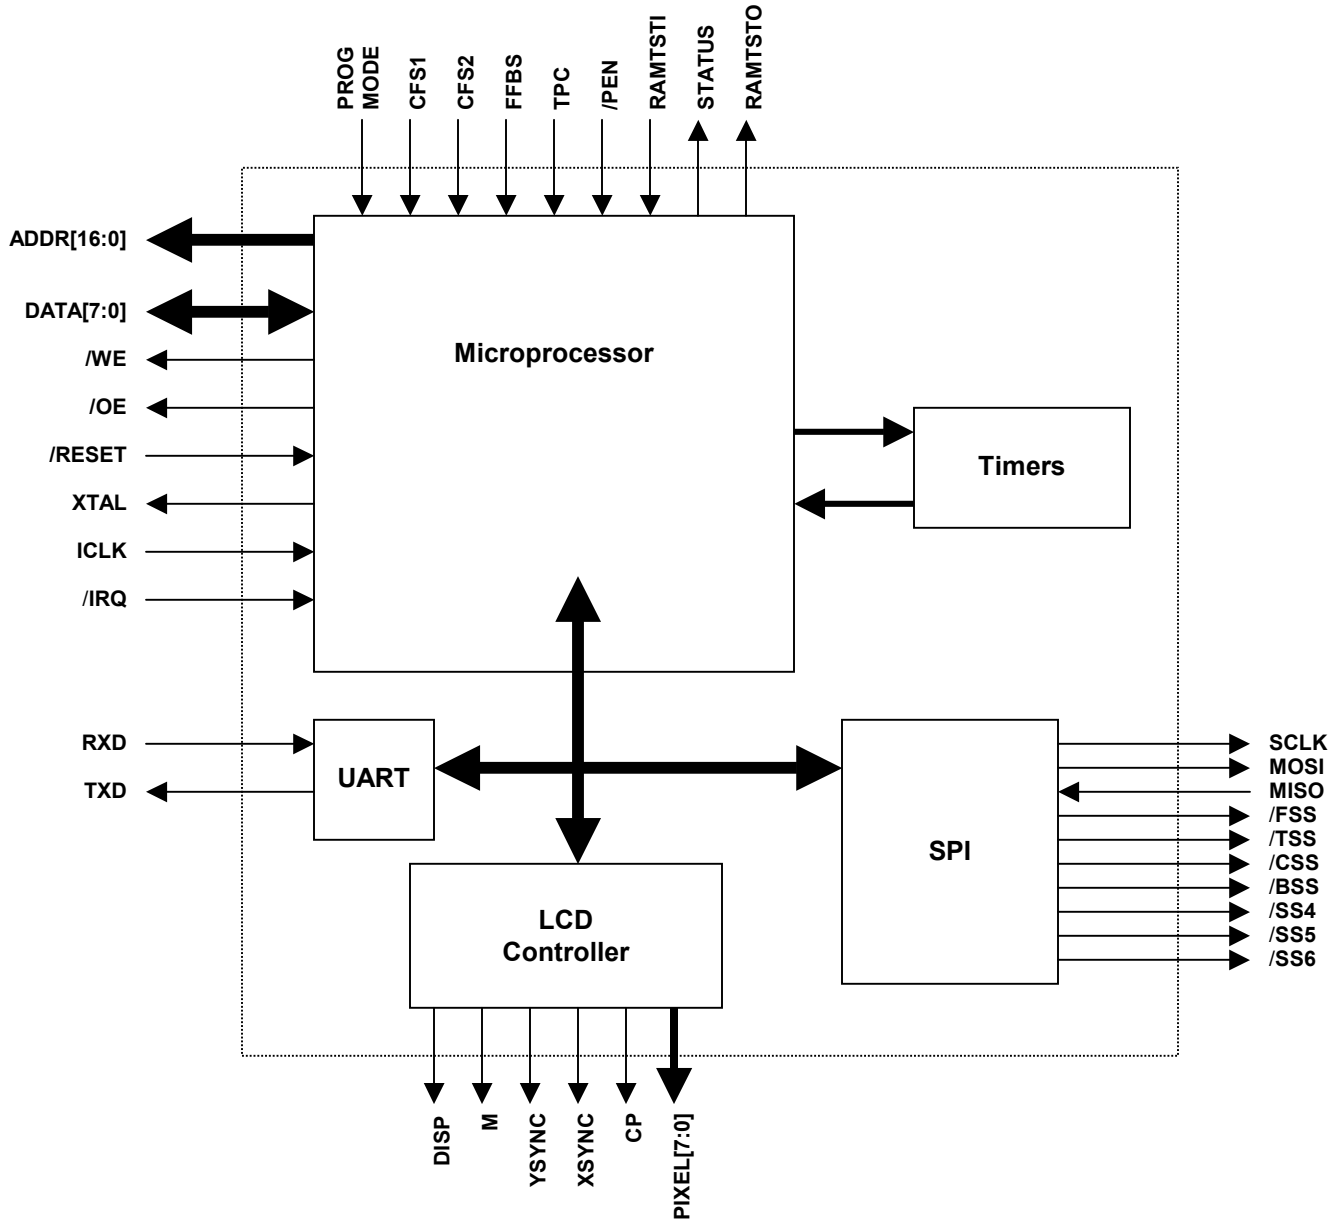 PROG
MODE
CFS1
CFS2
FFBS
TPC
/PEN
RAMTSTI
STATUS
RAMTSTO
ADDR[16:0]
DATA[7:0]
/WE
/OE
/RESET
XTAL
ICLK
/IRQ
Microprocessor
Timers
RXD
TXD
UART
SPI
SCLK
MOSI
MISO
/FSS
/TSS
/CSS
/BSS
/SS4
/SS5
/SS6
LCD
Controller
DISP
M
YSYNC
XSYNC
CP
PIXEL[7:0]